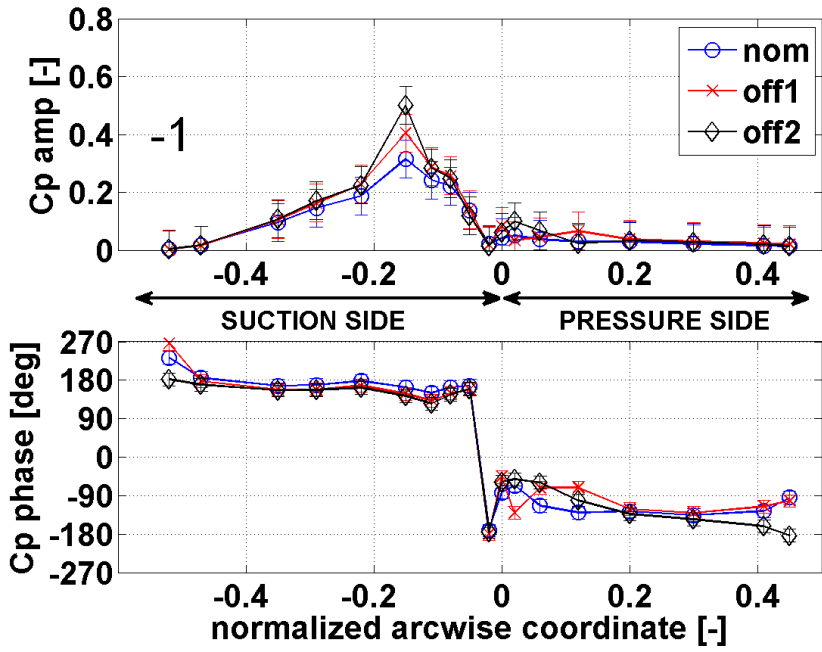 Cp amp [-]
0.8
0.6
0.4
0.2
0
-1
nom
off1
off2
-0.4 -0.2 0 0.2 0.4
SUCTION SIDE PRESSURE SIDE
Cp phase [deg]
270
180
90
0
-90
-180
-270
-0.4 -0.2 0 0.2 0.4
normalized arcwise coordinate [-]